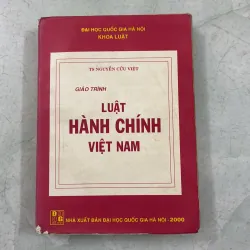 ĐẠI HỌC QUỐC GIA HÀ NỘI
KHOA LUẬT
TS NGUYỄN CỬU VIỆT
GIÁO TRÌNH
LUẬT
HÀNH CHÍNH
VIỆT NAM
NHÀ XUẤT BẢN ĐẠI HỌC QUỐC GIA HÀ NỘI - 2000